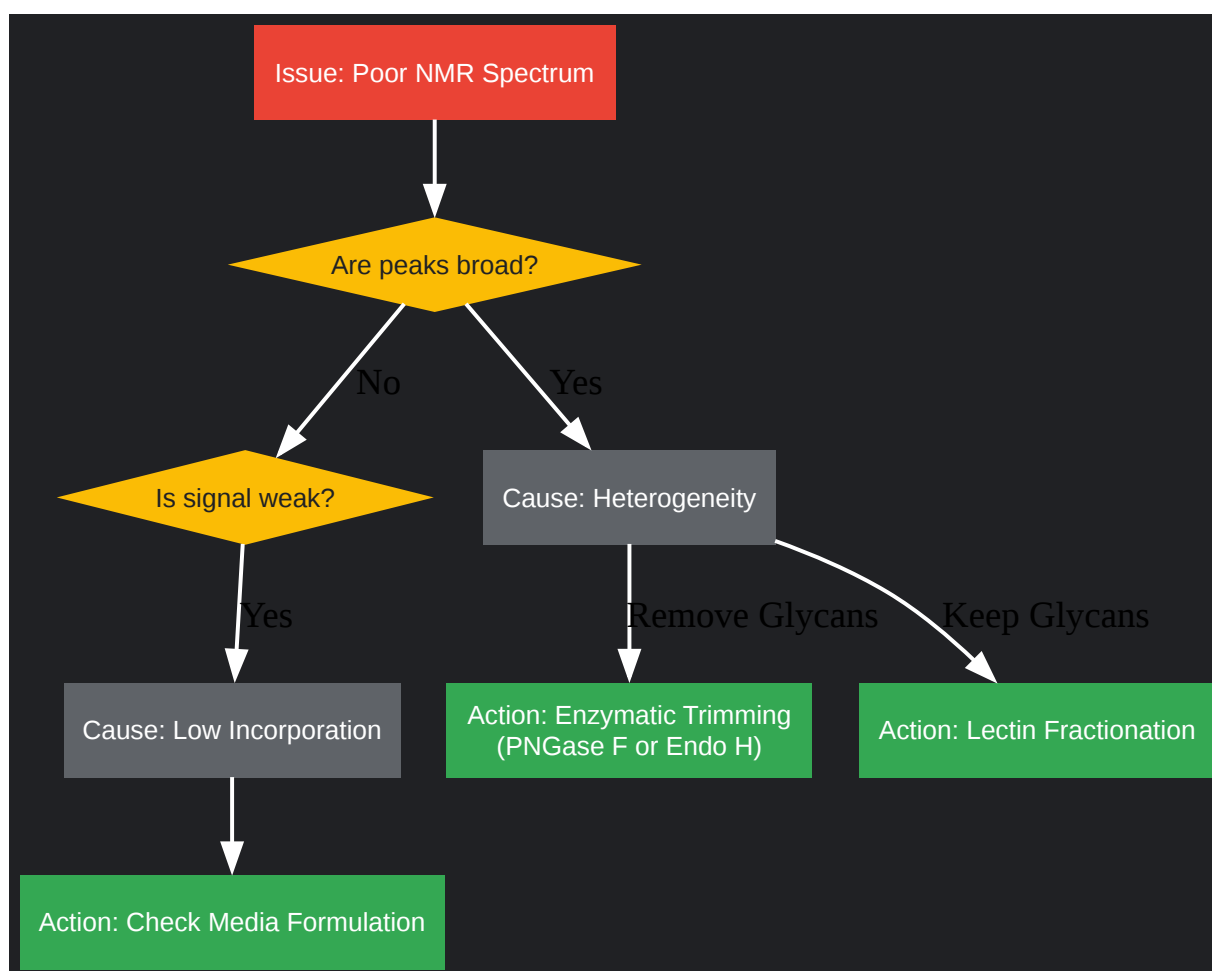 Issue: Poor NMR Spectrum
Are peaks broad?
No
Yes
Is signal weak?
Cause: Heterogeneity
Yes
Remove Glycans
Keep Glycans
Cause: Low Incorporation
Action: Enzymatic Trimming
(PNGase F or Endo H)
Action: Lectin Fractionation
Action: Check Media Formulation